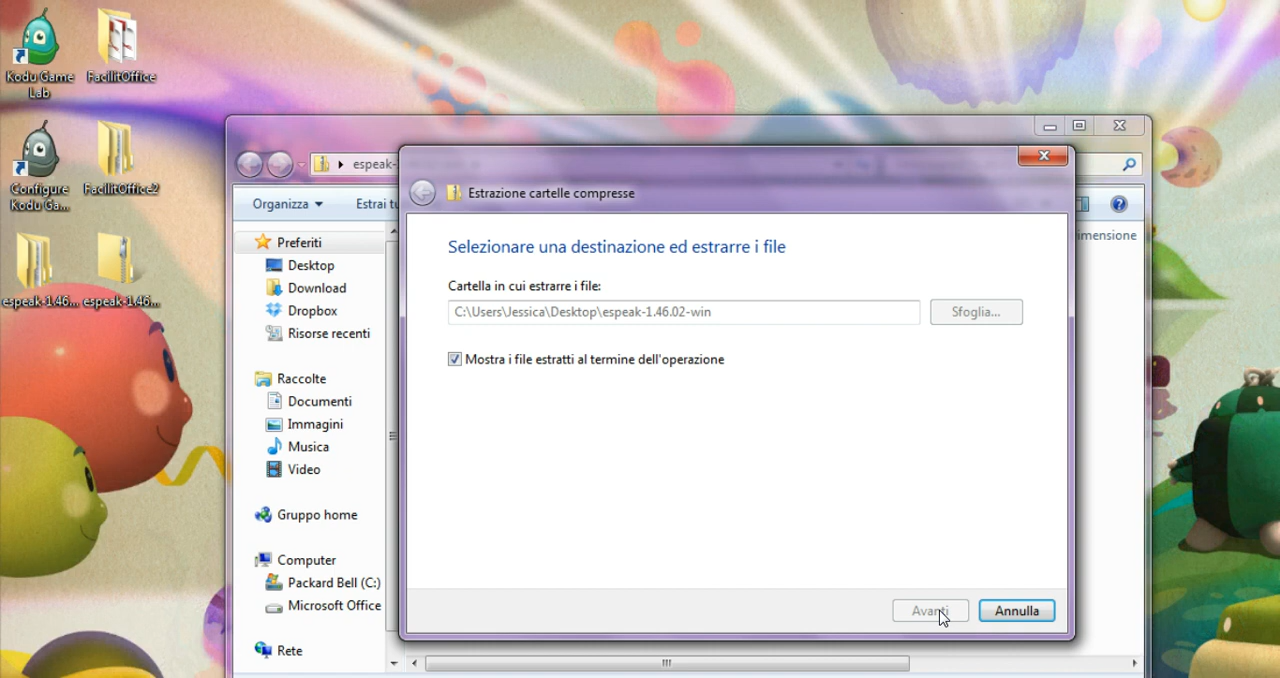 Kodu Game
Lab
FacilitOffice
Configure
Kodu Ga...
FacilitOffice2
espeak-1.46...
espeak-1.46...
espeak-
Organizza
Estrai tu
imensione
Preferiti
Desktop
Download
Dropbox
Risorse recenti
Raccolte
Documenti
Immagini
Musica
Video
Gruppo home
Computer
Packard Bell (C:)
Microsoft Office
Rete
Estrazione cartelle compresse
Selezionare una destinazione ed estrarre i file
Cartella in cui estrarre i file:
C:\Users\Jessica\Desktop\espeak-1.46.02-win
Sfoglia...
Mostra i file estratti al termine dell'operazione
Avanti
Annulla